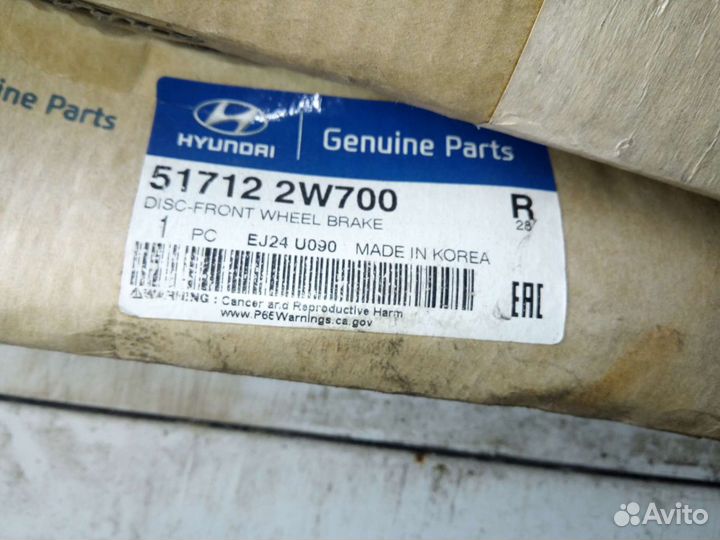 ine Parts
HYUNDAI
Genuine Parts
51712 2W700
R
28
DISC-FRONT WHEEL BRAKE
1 PC EJ24 U090 MADE IN KOREA
EAC
WARNING : Cancer and Reproductive Harm
www.P65Warnings.ca.gov
Avito